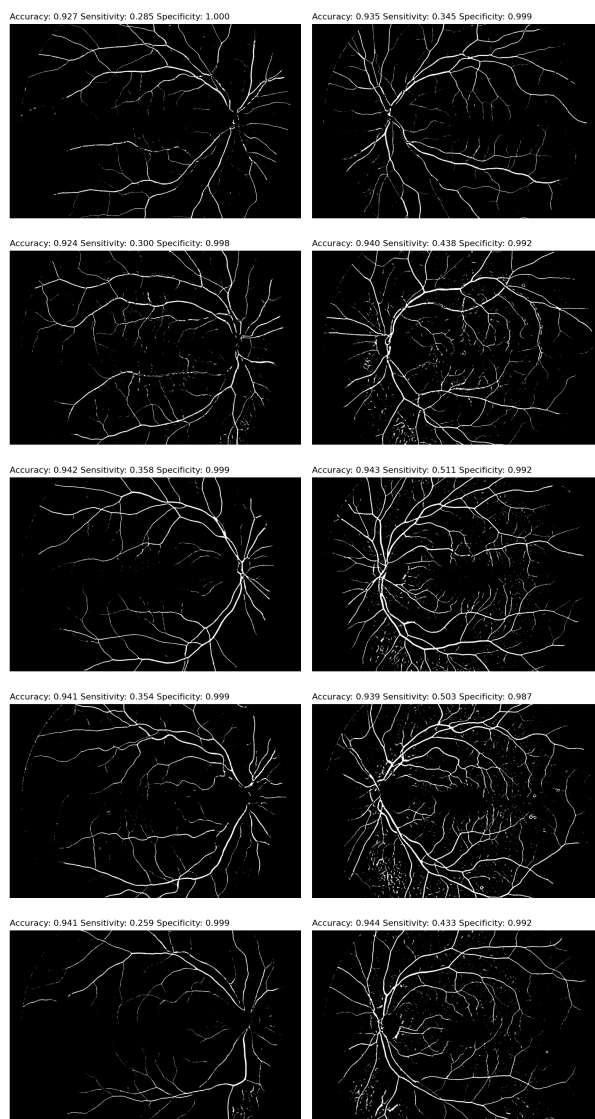 Accuracy: 0.927 Sensitivity: 0.285 Specificity: 1.000
Accuracy: 0.935 Sensitivity: 0.345 Specificity: 0.999
Accuracy: 0.924 Sensitivity: 0.300 Specificity: 0.998
Accuracy: 0.940 Sensitivity: 0.438 Specificity: 0.992
Accuracy: 0.942 Sensitivity: 0.358 Specificity: 0.999
Accuracy: 0.943 Sensitivity: 0.511 Specificity: 0.992
Accuracy: 0.941 Sensitivity: 0.354 Specificity: 0.999
Accuracy: 0.939 Sensitivity: 0.503 Specificity: 0.987
Accuracy: 0.941 Sensitivity: 0.259 Specificity: 0.999
Accuracy: 0.944 Sensitivity: 0.433 Specificity: 0.992